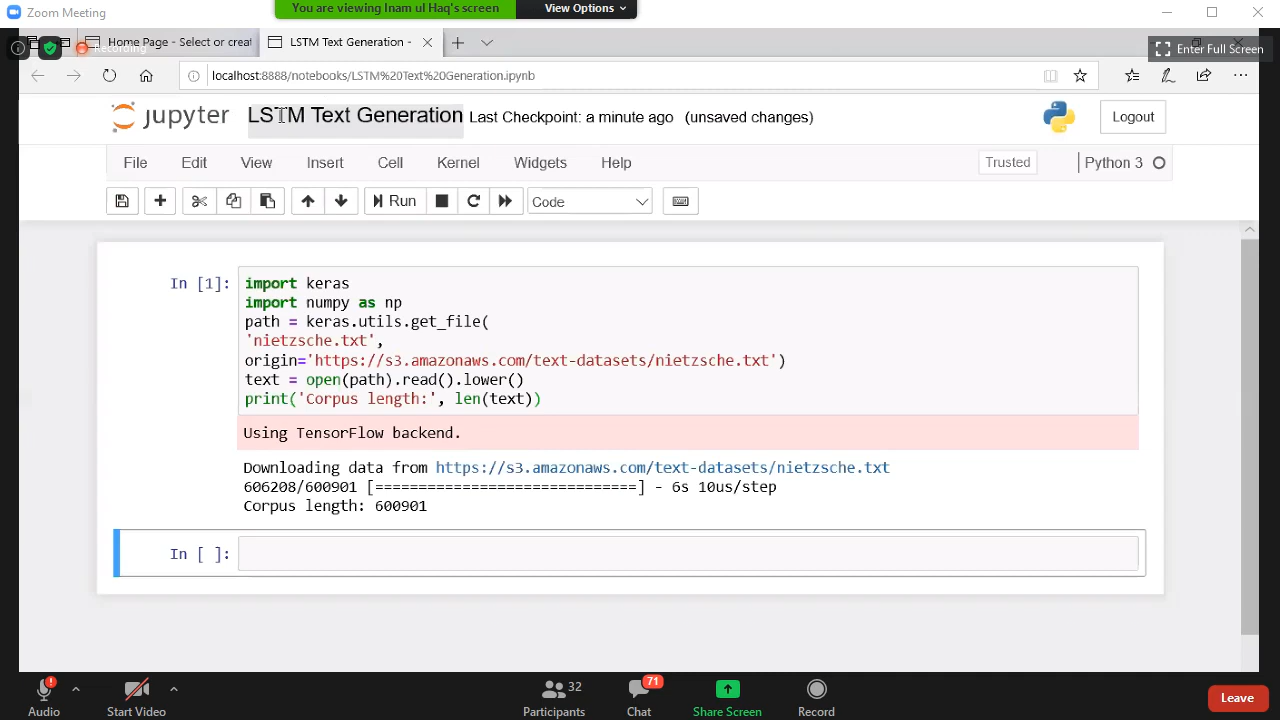 Zoom Meeting
You are viewing Inam ul Haq's screen
View Options
Home Page - Select or creat
LSTM Text Generation -
Recording
Enter Full Screen
localhost:8888/notebooks/LSTM%20Text%20Generation.ipynb
jupyter LSTM Text Generation Last Checkpoint: a minute ago (unsaved changes)
Logout
File Edit View Insert Cell Kernel Widgets Help
Trusted
Python 3
Run
Code
In [1]: import keras
import numpy as np
path = keras.utils.get_file(
'nietzsche.txt',
origin='https://s3.amazonaws.com/text-datasets/nietzsche.txt')
text = open(path).read().lower()
print('Corpus length:', len(text))
Using TensorFlow backend.
Downloading data from https://s3.amazonaws.com/text-datasets/nietzsche.txt
606208/600901 [==============================] - 6s 10us/step
Corpus length: 600901
In [ ]:
Audio
Start Video
32
Participants
71
Chat
Share Screen
Record
Leave